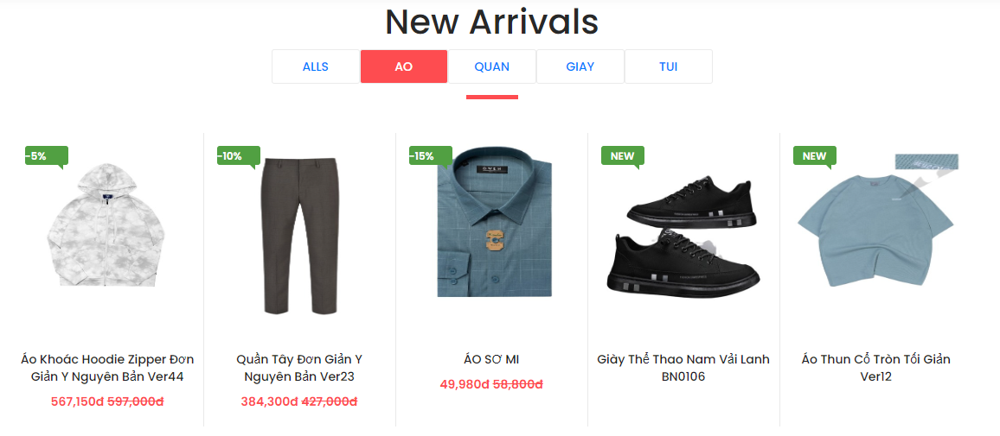 New Arrivals
ALLS
AO
QUAN
GIAY
TUI
-5%
-10%
-15%
NEW
NEW
OWEN
Áo Khoác Hoodie Zipper Đơn
Giản Y Nguyên Bản Ver44
567,150đ 597,000đ
Quần Tây Đơn Giản Y
Nguyên Bản Ver23
384,300đ 427,000đ
ÁO SƠ MI
49,980đ 58,800đ
Giày Thể Thao Nam Vải Lanh
BN0106
Áo Thun Cổ Tròn Tối Giản
Ver12